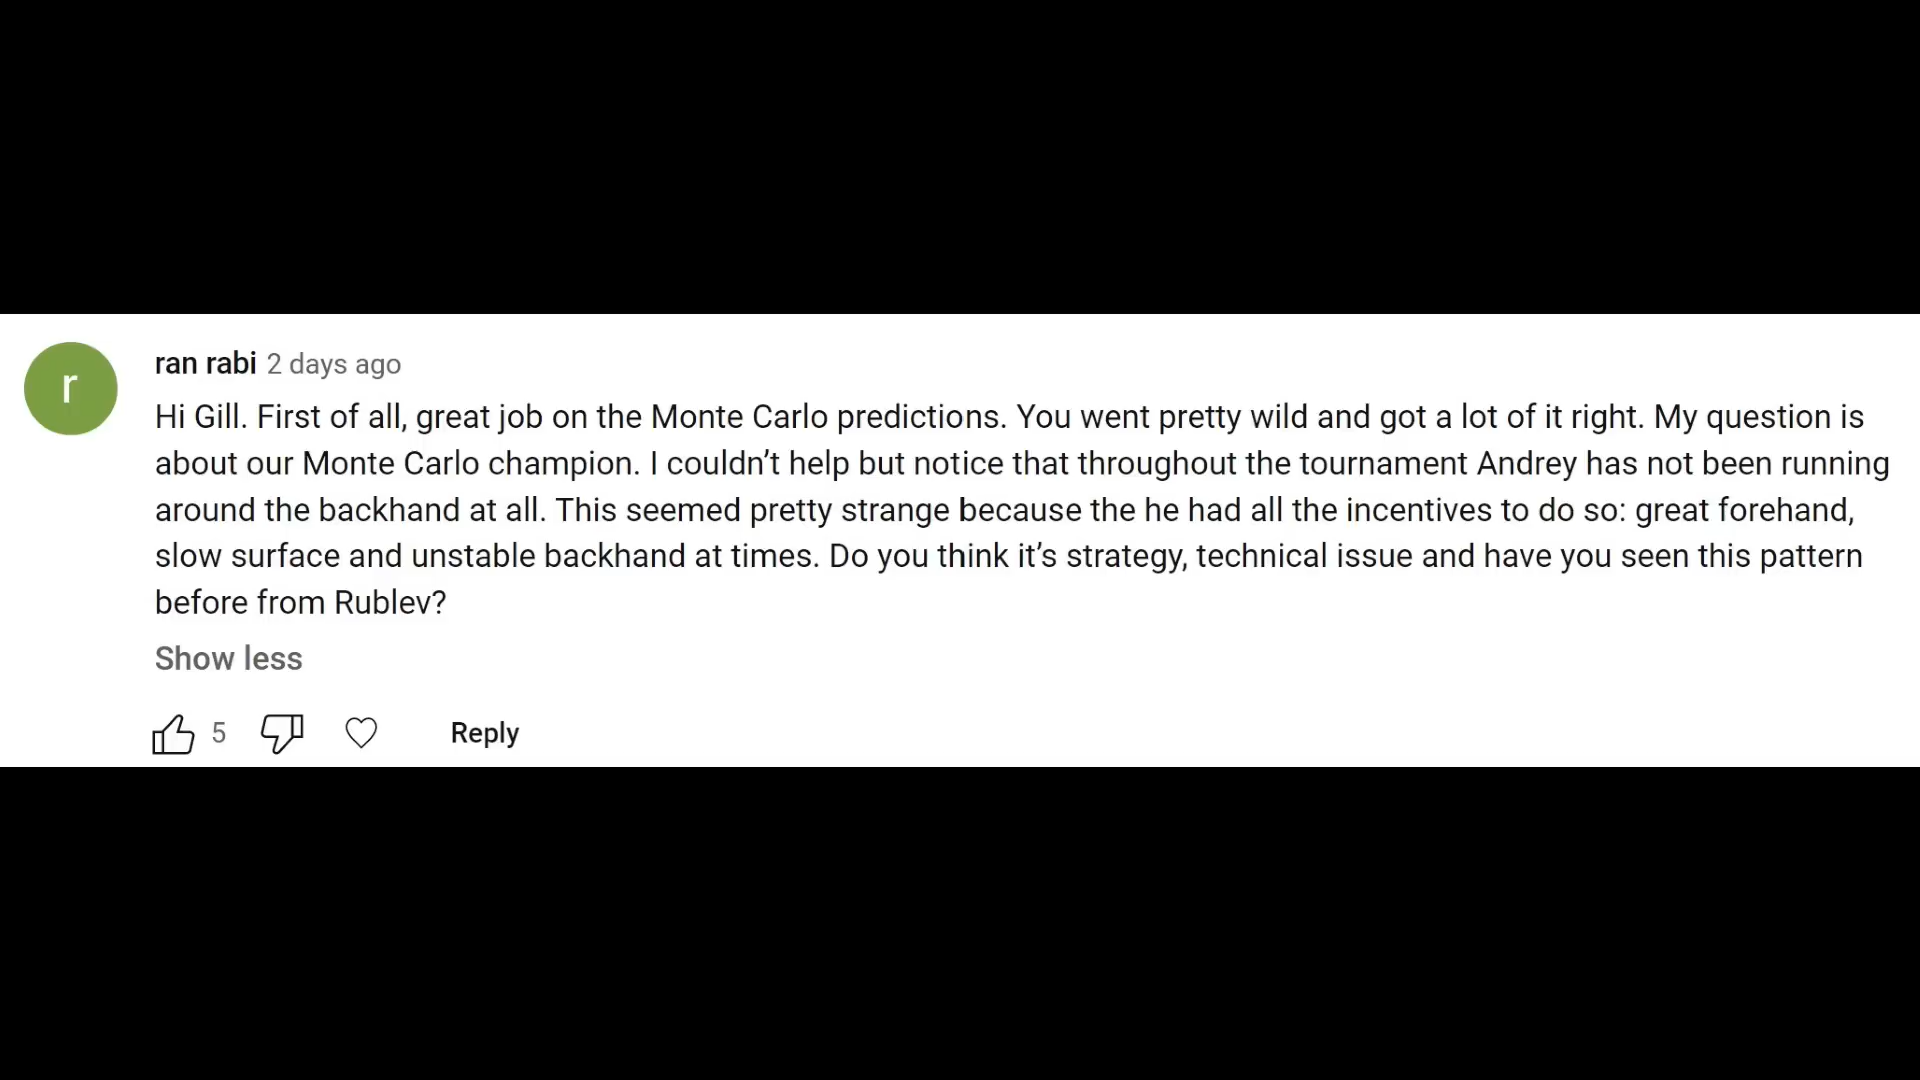 r
ran rabi 2 days ago
Hi Gill. First of all, great job on the Monte Carlo predictions. You went pretty wild and got a lot of it right. My question is
about our Monte Carlo champion. I couldn’t help but notice that throughout the tournament Andrey has not been running
around the backhand at all. This seemed pretty strange because the he had all the incentives to do so: great forehand,
slow surface and unstable backhand at times. Do you think it’s strategy, technical issue and have you seen this pattern
before from Rublev?
Show less
5 Reply